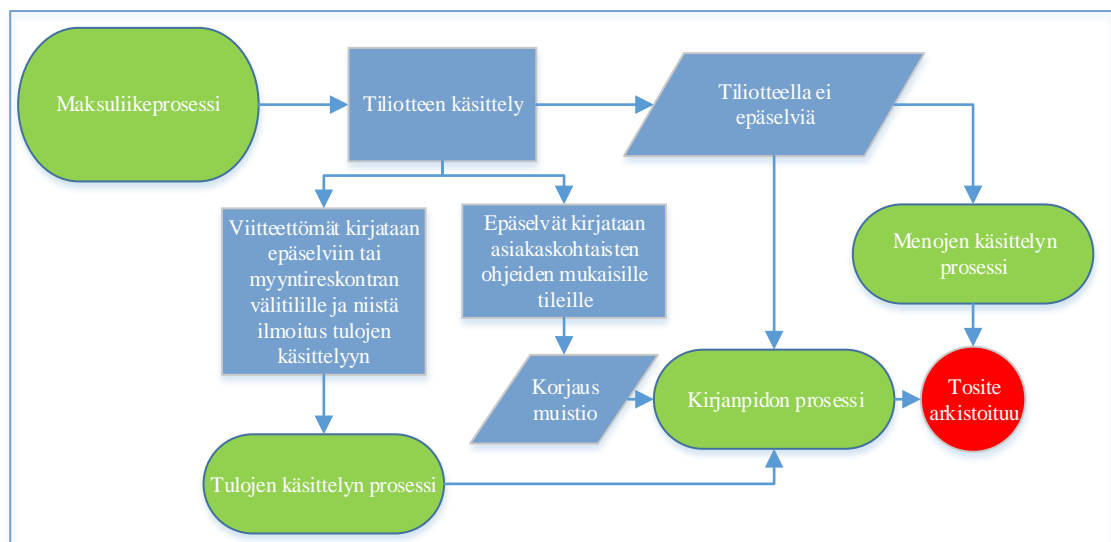 Maksuliikeprosessi
Tiliotteen käsittely
Tiliotteella ei
epäselviä
Viitteettömät kirjataan
epäselviin tai
myyntireskontran
välitilille ja niistä
ilmoitus tulojen
käsittelyyn
Epäselvät kirjataan
asiakaskohtaisten
ohjeiden mukaisille
tileille
Menojen käsittelyn
prosessi
Korjaus
muistio
Kirjanpidon prosessi
Tosite
arkistoituu
Tulojen käsittelyn prosessi